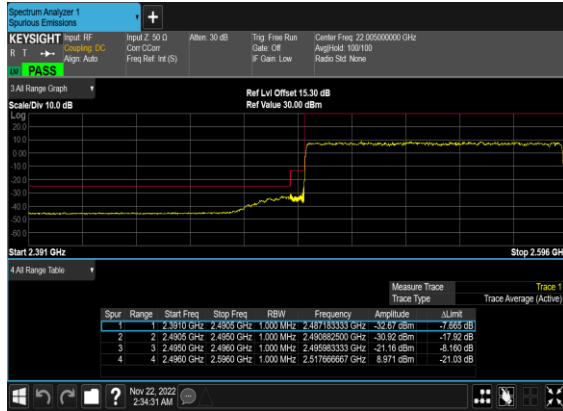 Spectrum Analyzer 1
Spurious Emissions
+
KEYSIGHT Input: RF Input Z: 50 Ω Atten: 30 dB Trig: Free Run Center Freq: 22.005000000 GHz
R T Coupling: DC Corr CCorr Gate: Off Avg|Hold: 100/100
Align: Auto Freq Ref: Int (S) IF Gain: Low Radio Std: None
LXI PASS
3 All Range Graph
Ref Lvl Offset 15.30 dB
Scale/Div 10.0 dB Ref Value 30.00 dBm
Log
20.0
10.0
0.00
-10.0
-20.0
-30.0
-40.0
-50.0
-60.0
Start 2.391 GHz Stop 2.596 GH
4 All Range Table
Measure Trace Trace 1
Trace Type Trace Average (Active)
Spur Range Start Freq Stop Freq RBW Frequency Amplitude ΔLimit
1 1 2.3910 GHz 2.4905 GHz 1.000 MHz 2.487183333 GHz -32.67 dBm -7.665 dB
2 2 2.4905 GHz 2.4950 GHz 1.000 MHz 2.490882500 GHz -30.92 dBm -17.92 dB
3 3 2.4950 GHz 2.4960 GHz 1.000 MHz 2.495983333 GHz -21.16 dBm -8.160 dB
4 4 2.4960 GHz 2.5960 GHz 1.000 MHz 2.517666667 GHz 8.971 dBm -21.03 dB
? Nov 22, 2022
2:34:31 AM